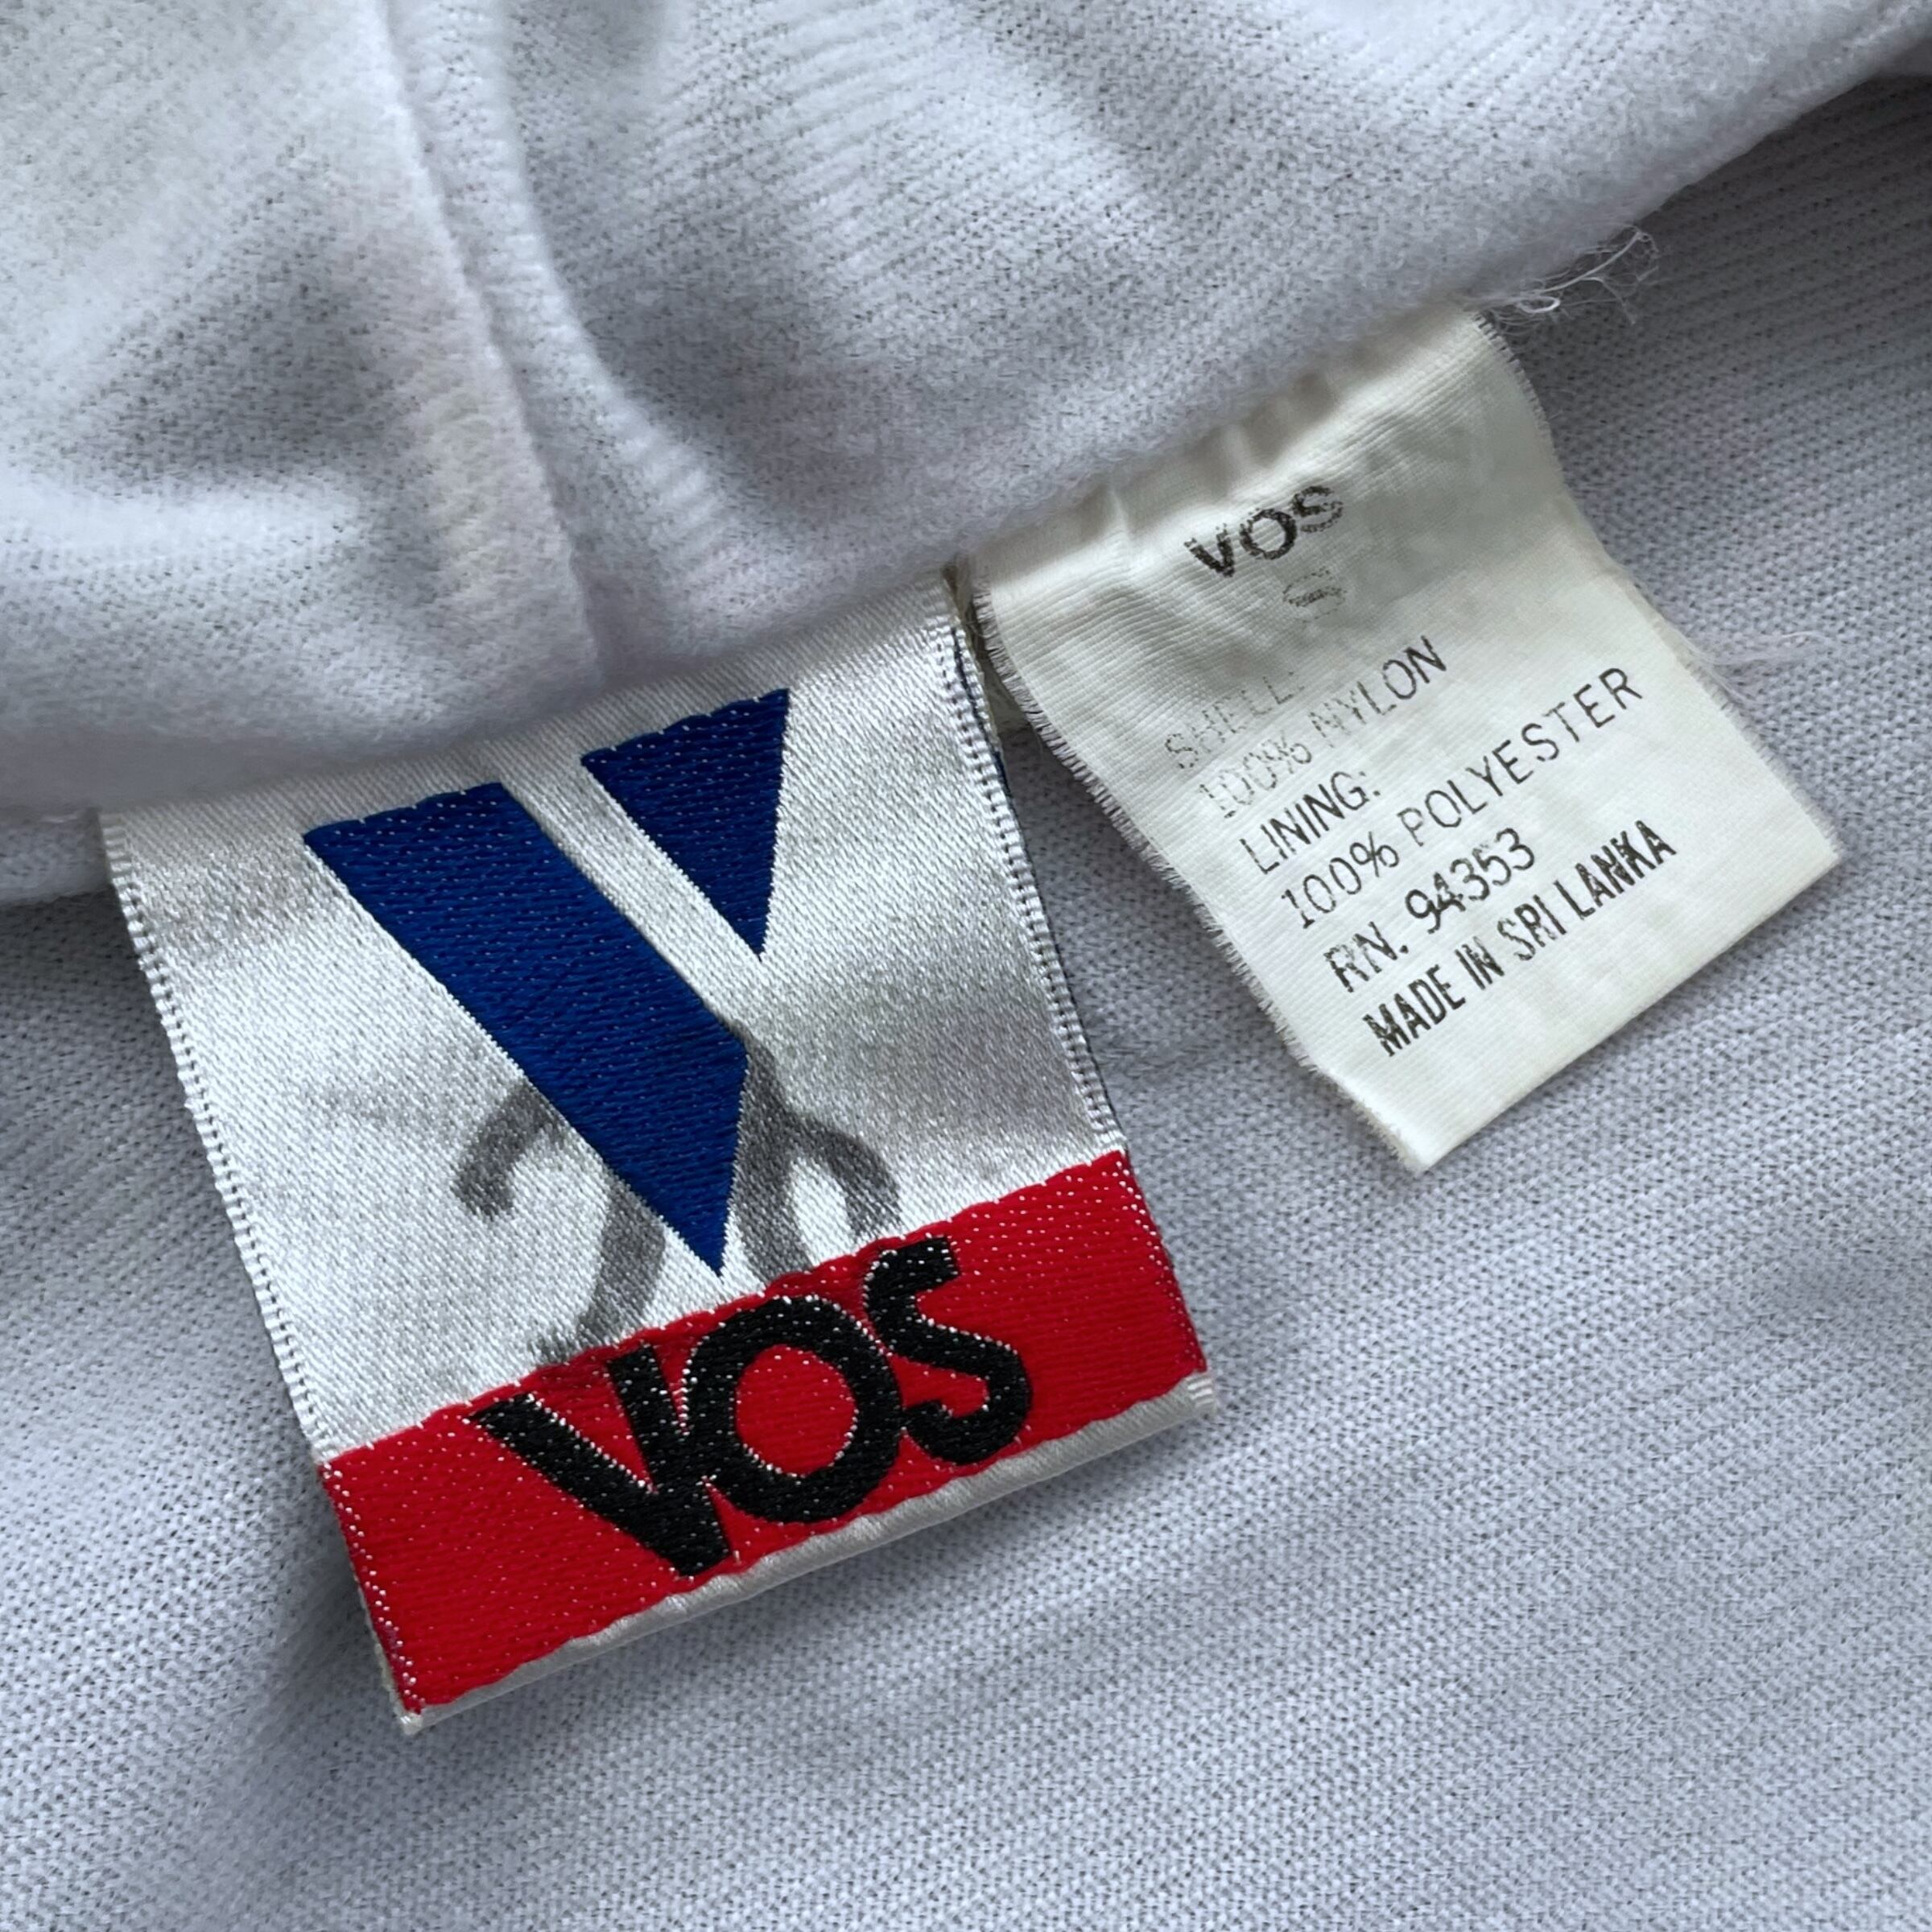 VOS
VOS
S
SHELL:
100% NYLON
LINING:
100% POLYESTER
RN. 94353
MADE IN SRI LANKA